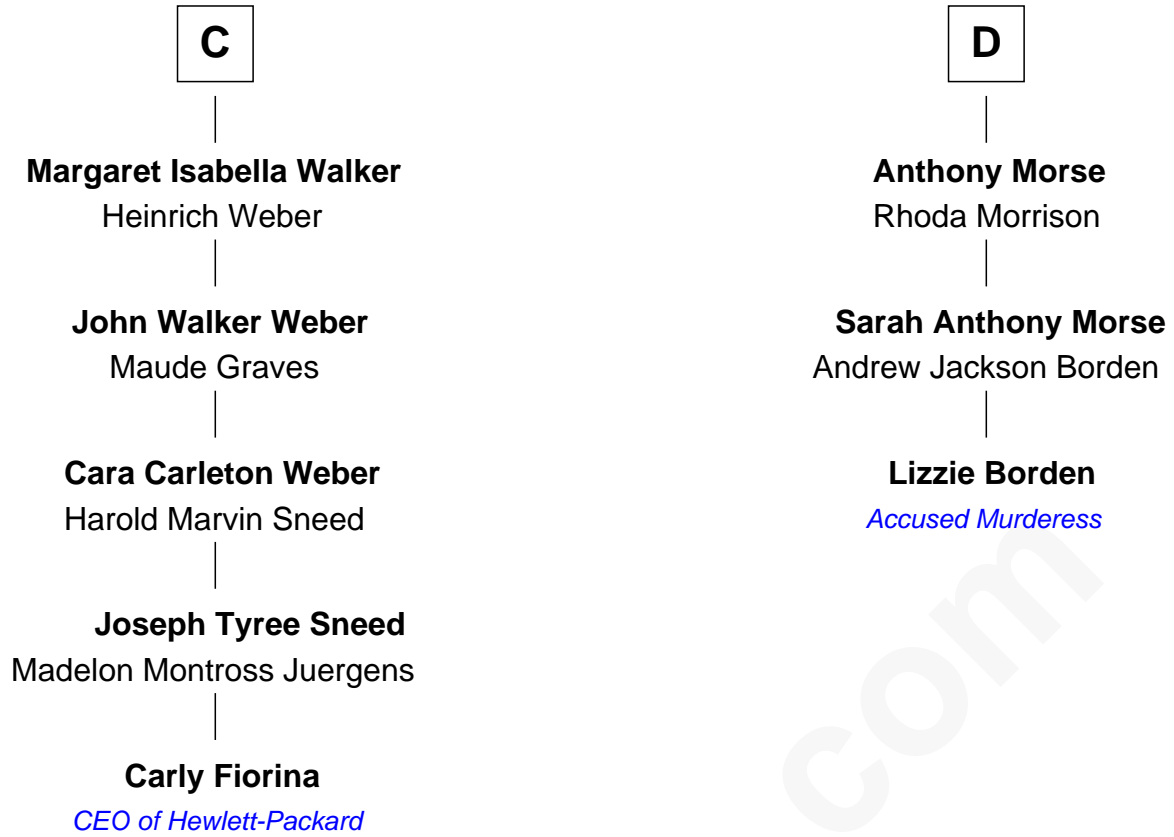 C
Margaret Isabella Walker
Heinrich Weber
John Walker Weber
Maude Graves
Cara Carleton Weber
Harold Marvin Sneed
Joseph Tyree Sneed
Madelon Montross Juergens
Carly Fiorina
CEO of Hewlett-Packard
D
Anthony Morse
Rhoda Morrison
Sarah Anthony Morse
Andrew Jackson Borden
Lizzie Borden
Accused Murderess
com